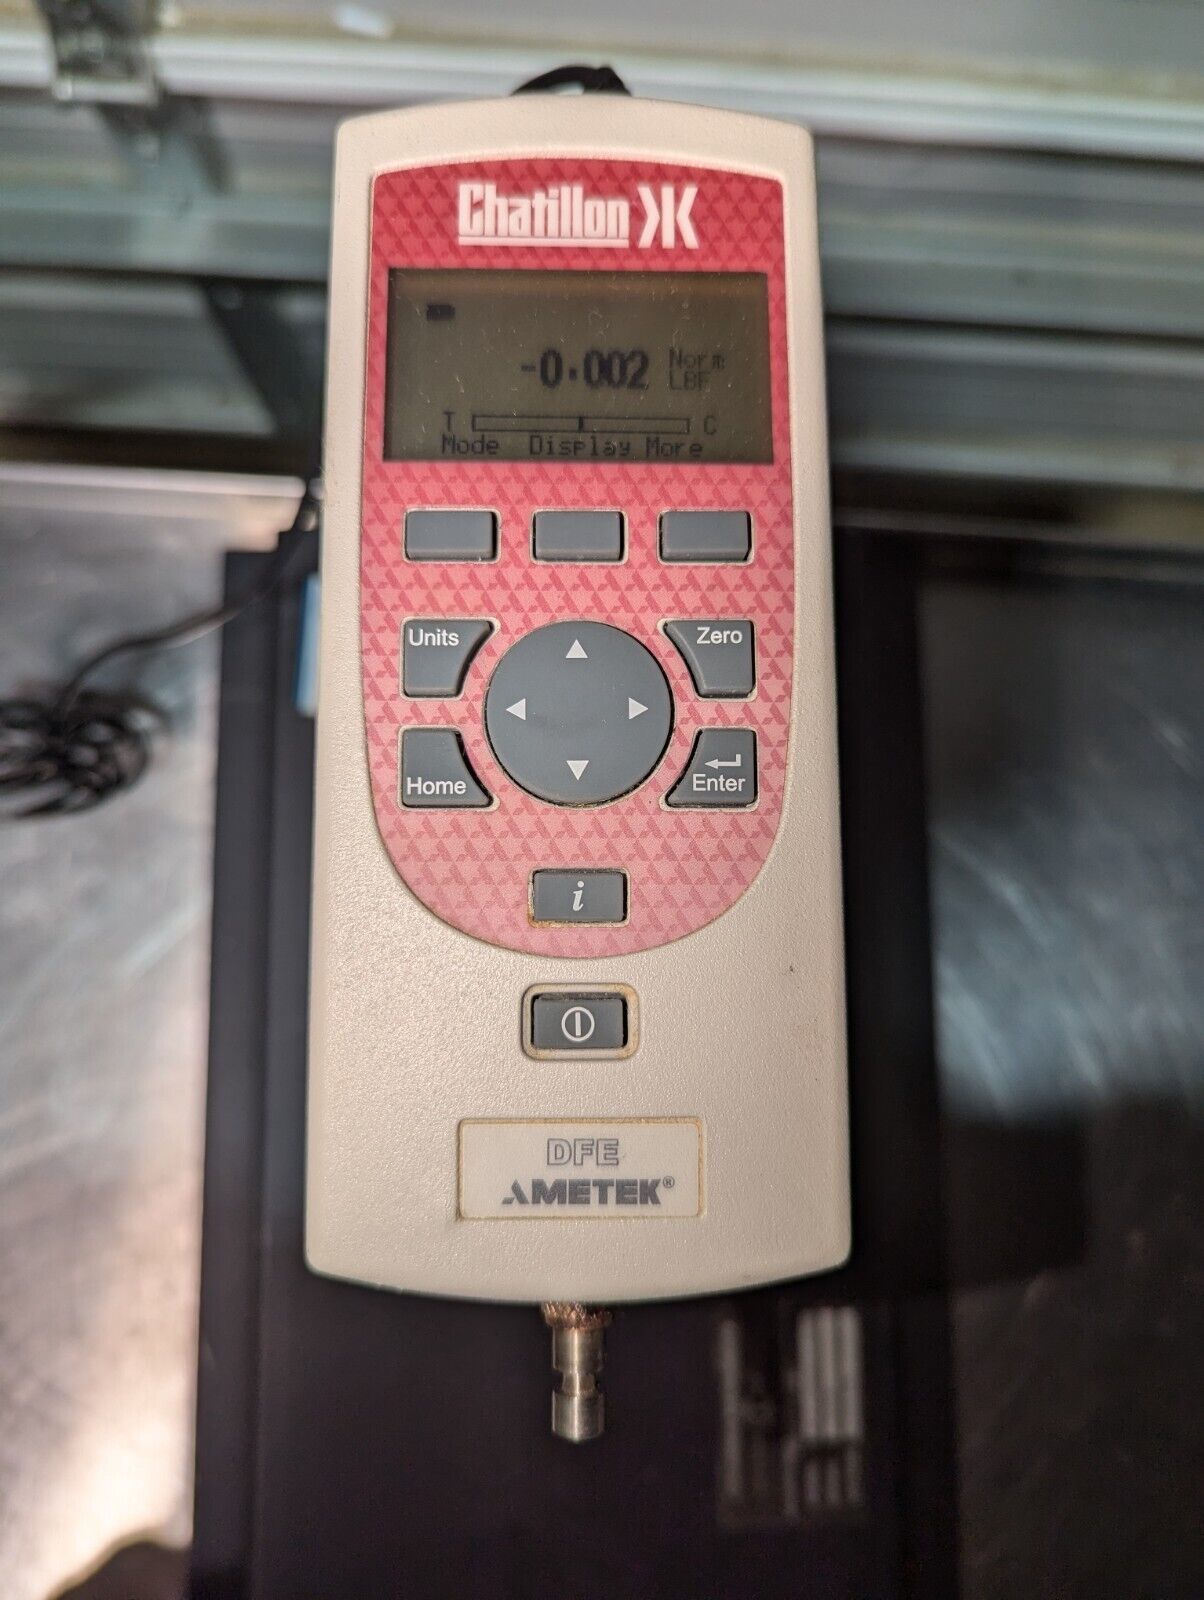 Chatillon
-0.002 Norm
LBF
T C
Mode Display More
Units
Zero
Home
Enter
i
DFE
AMETEK®